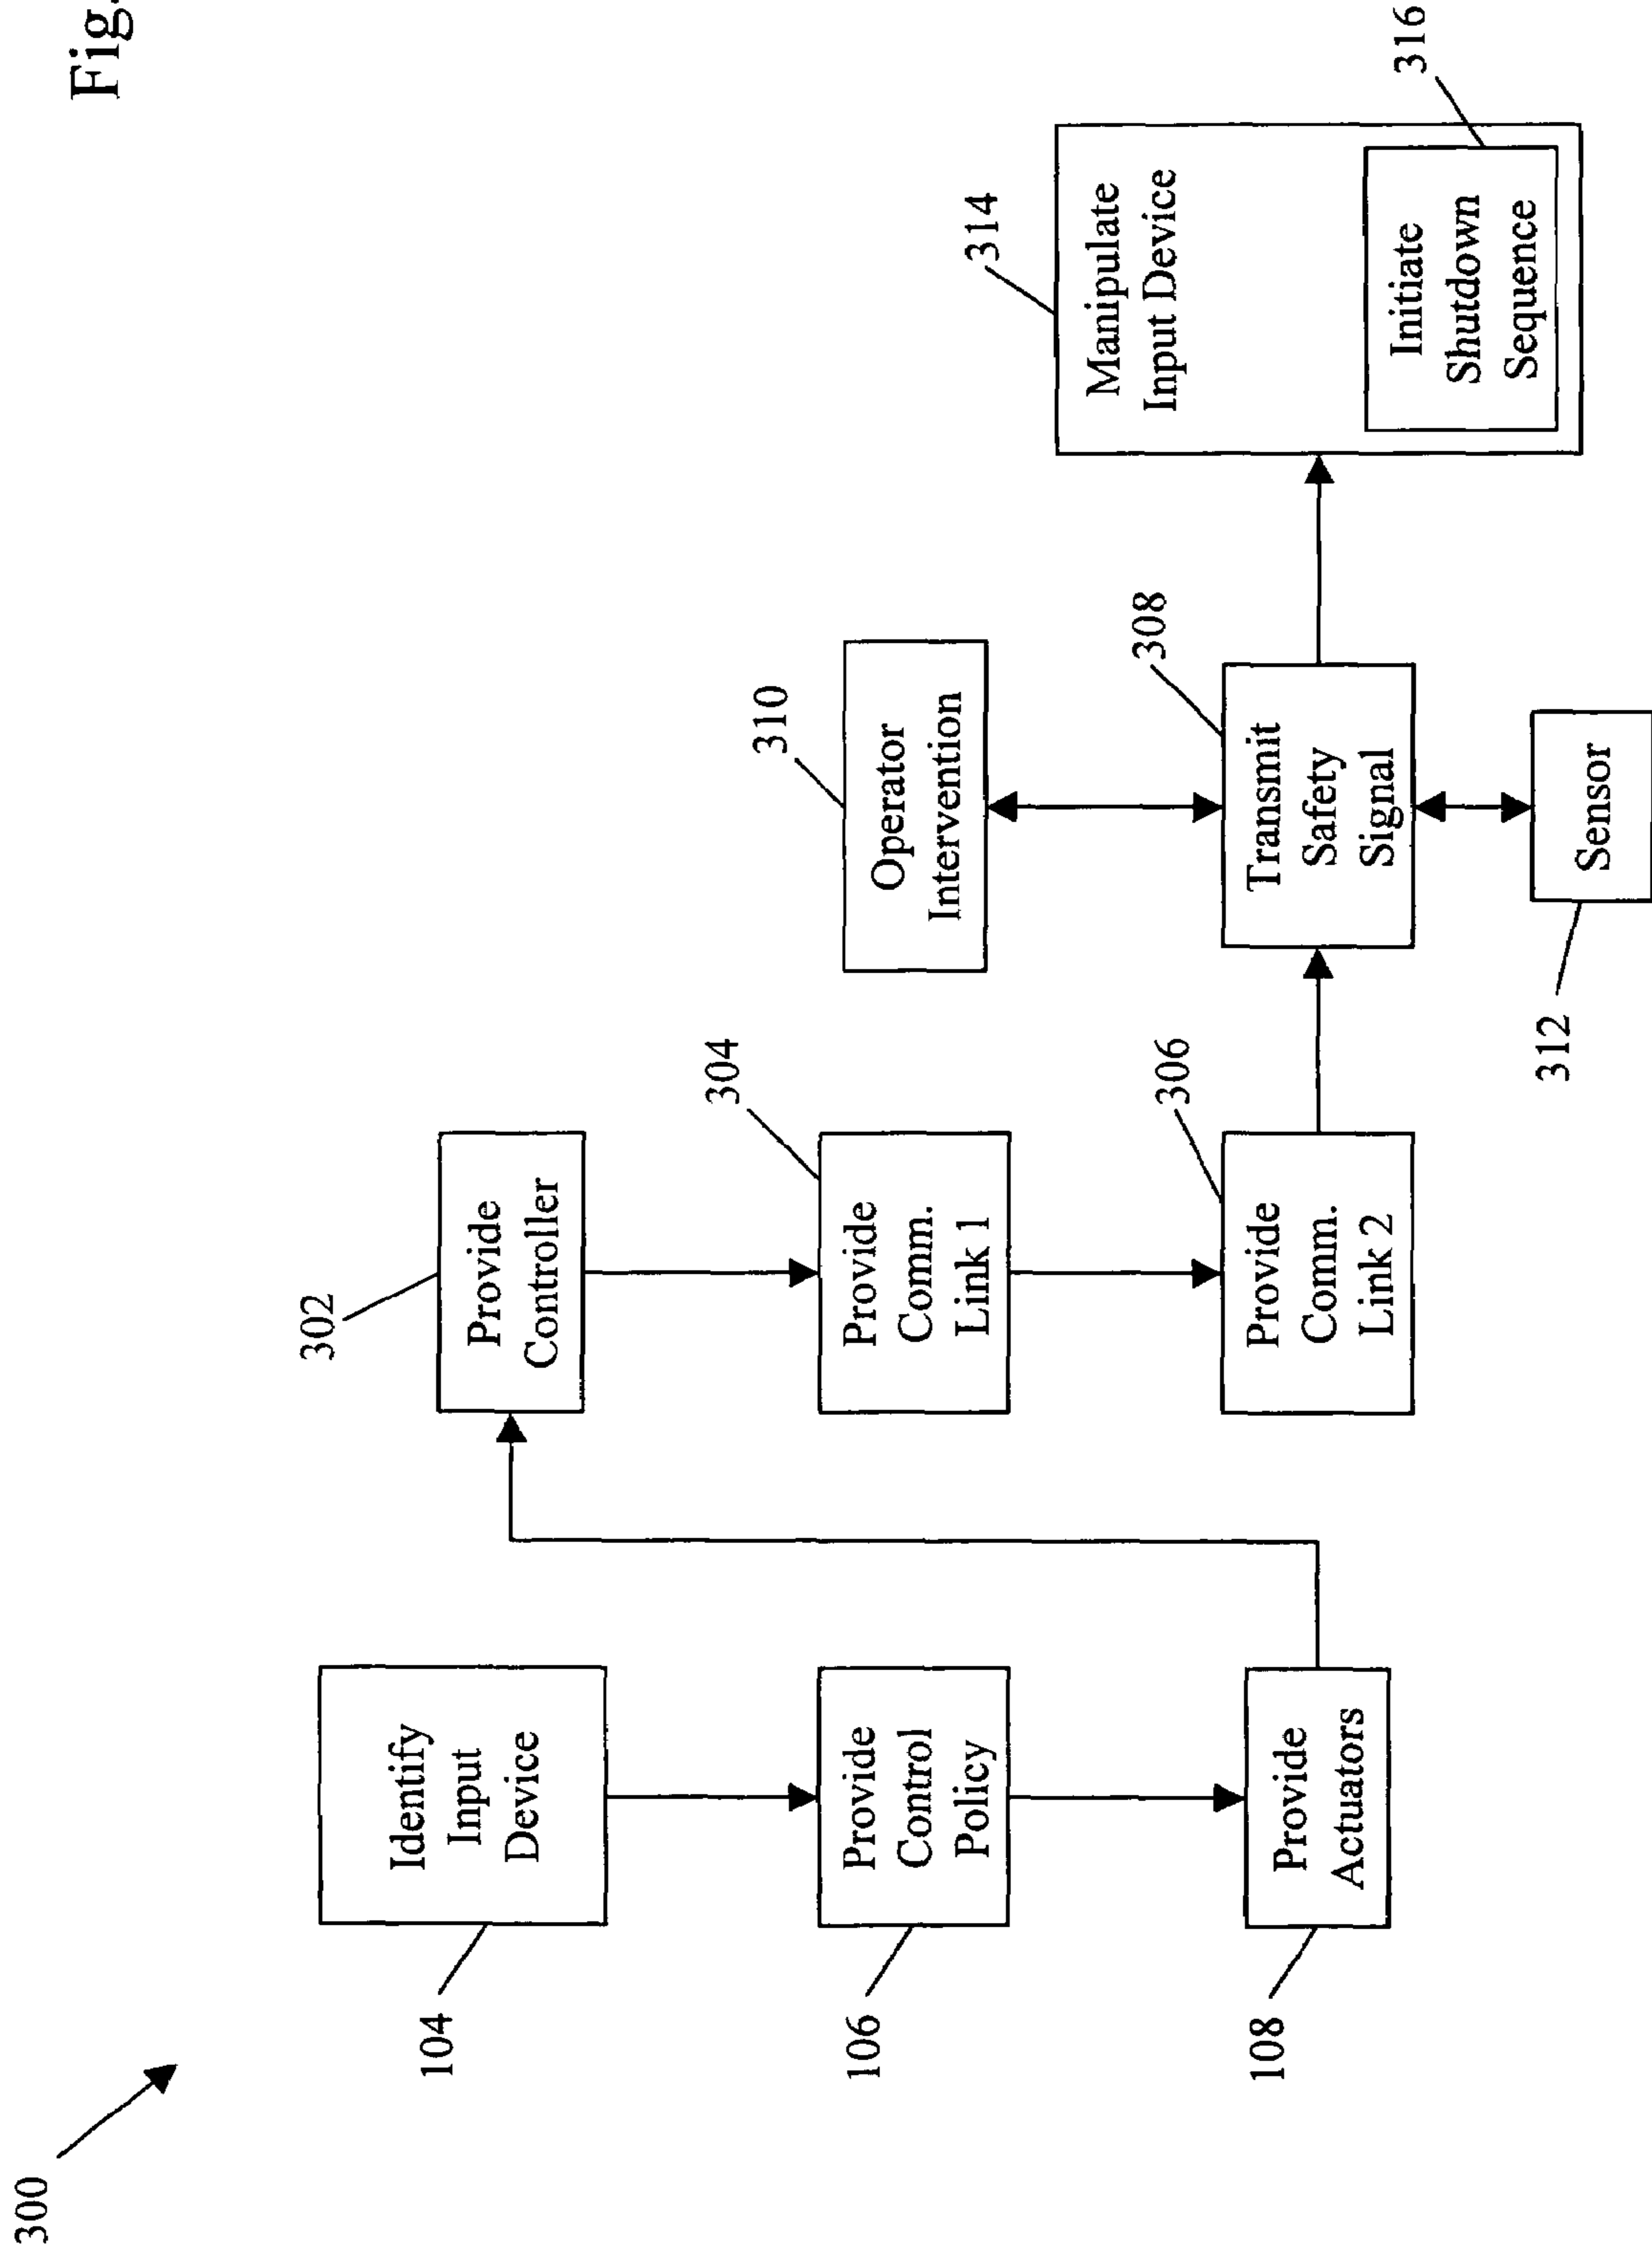 Fig.
300
104
Identify
Input
Device
106
Provide
Control
Policy
108
Provide
Actuators
302
Provide
Controller
304
Provide
Comm.
Link 1
306
Provide
Comm.
Link 2
310
Operator
Intervention
308
Transmit
Safety
Signal
312
Sensor
314
Manipulate
Input Device
316
Initiate
Shutdown
Sequence